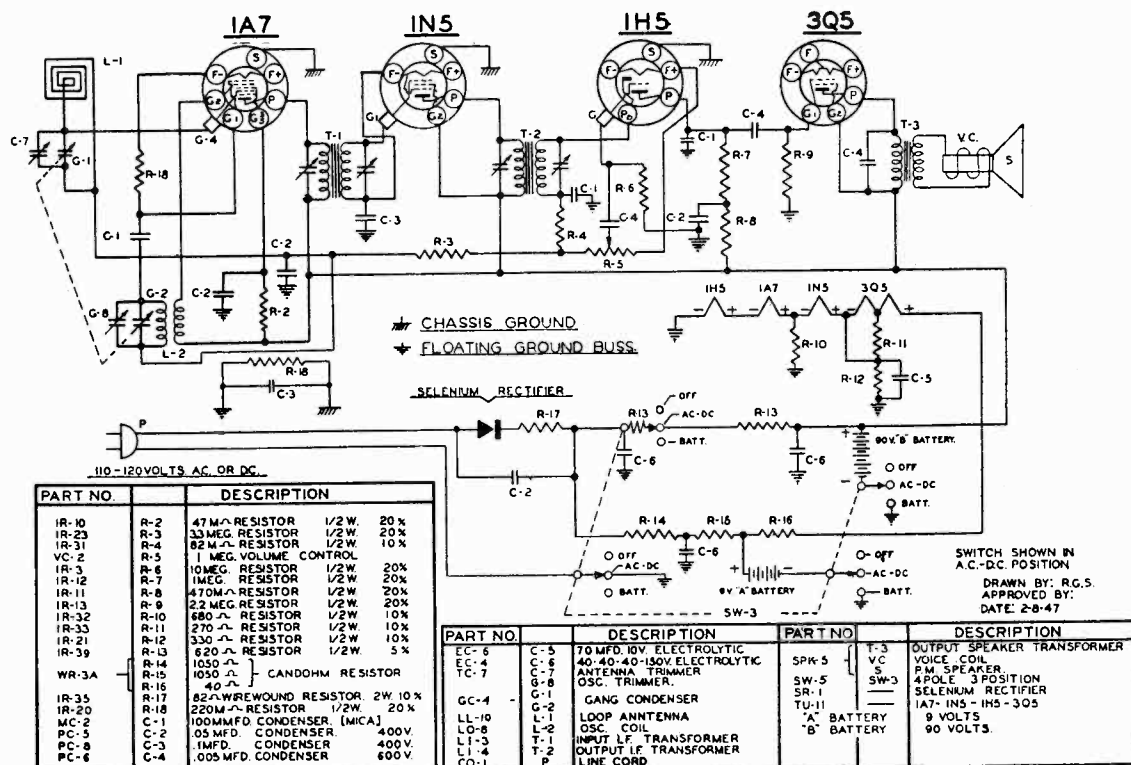 1A7
1N5
1H5
3Q5
L-1
S
F-
F+
G2
P
G1
G-4
C-7
G-1
R-18
S
F-
F+
G1
P
G2
T-1
S
F-
F+
G
P
PD
T-2
F
F
G1
G2
T-3
V.C.
S
C-1
C-4
R-7
R-9
C-4
C-3
C-1
R-6
C-4
C-2
R-8
R-4
R-5
C-1
C-2
R-3
G-2
G-8
C-2
R-2
L-2
CHASSIS GROUND
FLOATING GROUND BUSS
R-18
C-3
1H5
1A7
1N5
3Q5
- + - + - + - +
R-10
R-11
R-12
C-5
SELENIUM RECTIFIER
P
R-17
R-13
OFF
AC-DC
BATT.
R-13
C-6
C-6
+
90V. "B" BATTERY.
-
OFF
AC-DC
BATT.
C-2
110-120 VOLTS AC. OR DC.
R-14
R-15
R-16
C-6
OFF
AC-DC
BATT.
+ -
9V "A" BATTERY
OFF
AC-DC
BATT.
SW-3
SWITCH SHOWN IN
A.C.-D.C. POSITION
DRAWN BY: R.G.S.
APPROVED BY:
DATE: 2-8-47
PART NO. DESCRIPTION
IR-10 R-2 47 M Ω RESISTOR 1/2 W. 20%
IR-23 R-3 3.3 MEG. RESISTOR 1/2 W. 20%
IR-31 R-4 82 M Ω RESISTOR 1/2 W. 10%
VC-2 R-5 1 MEG. VOLUME CONTROL
IR-3 R-6 10 MEG. RESISTOR 1/2 W. 20%
IR-12 R-7 1 MEG. RESISTOR 1/2 W. 20%
IR-11 R-8 470 M Ω RESISTOR 1/2 W. 20%
IR-13 R-9 2.2 MEG. RESISTOR 1/2 W. 20%
IR-32 R-10 680 Ω RESISTOR 1/2 W. 10%
IR-33 R-11 270 Ω RESISTOR 1/2 W. 10%
IR-21 R-12 330 Ω RESISTOR 1/2 W. 10%
IR-39 R-13 620 Ω RESISTOR 1/2 W. 5%
R-14 1050 Ω
WR-3A R-15 1050 Ω CANDOHM RESISTOR
R-16 40 Ω
IR-35 R-17 82 Ω WIREWOUND RESISTOR. 2W. 10%
IR-20 R-18 220 M Ω RESISTOR 1/2 W. 20%
MC-2 C-1 100 MMFD. CONDENSER. [MICA]
PC-5 C-2 .05 MFD. CONDENSER. 400 V.
PC-8 C-3 .1 MFD. CONDENSER 400 V.
PC-6 C-4 .005 MFD. CONDENSER 600 V.
PART NO. DESCRIPTION
EC-6 C-5 70 MFD. 10V. ELECTROLYTIC
EC-4 C-6 40-40-40-150V. ELECTROLYTIC
TC-7 C-7 ANTENNA TRIMMER
G-8 OSC. TRIMMER.
GC-4 G-1 GANG CONDENSER
G-2
LL-10 L-1 LOOP ANNTENNA
LO-8 L-2 OSC. COIL
LI-3 T-1 INPUT I.F. TRANSFORMER
LI-4 T-2 OUTPUT I.F. TRANSFORMER
CO-1 P LINE CORD
PART NO DESCRIPTION
T-3 OUTPUT SPEAKER TRANSFORMER
SPK-5 VC VOICE COIL
S P.M. SPEAKER.
SW-5 SW-3 4 POLE 3 POSITION
SR-1 SELENIUM RECTIFIER
TU-11 1A7-1N5-1H5-3Q5
"A" BATTERY 9 VOLTS
"B" BATTERY 90 VOLTS.